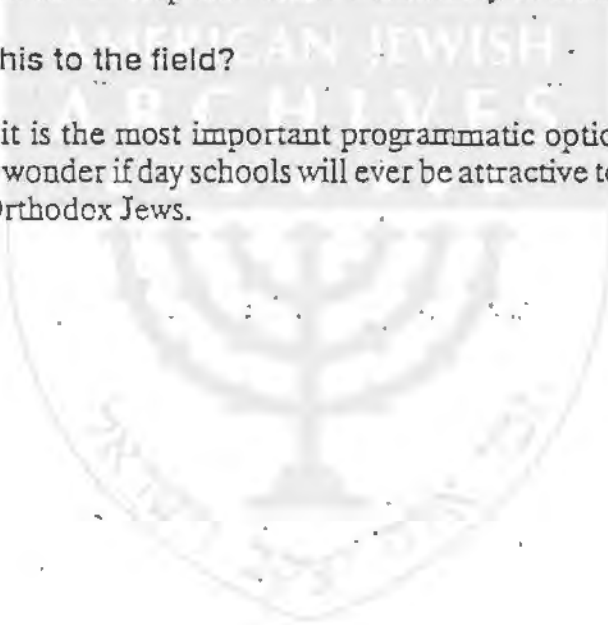 AMERICAN JEWISH
his to the field?
ARCHIVES
it is the most important programmatic optio
wonder if day schools will ever be attractive to
Orthodox Jews.